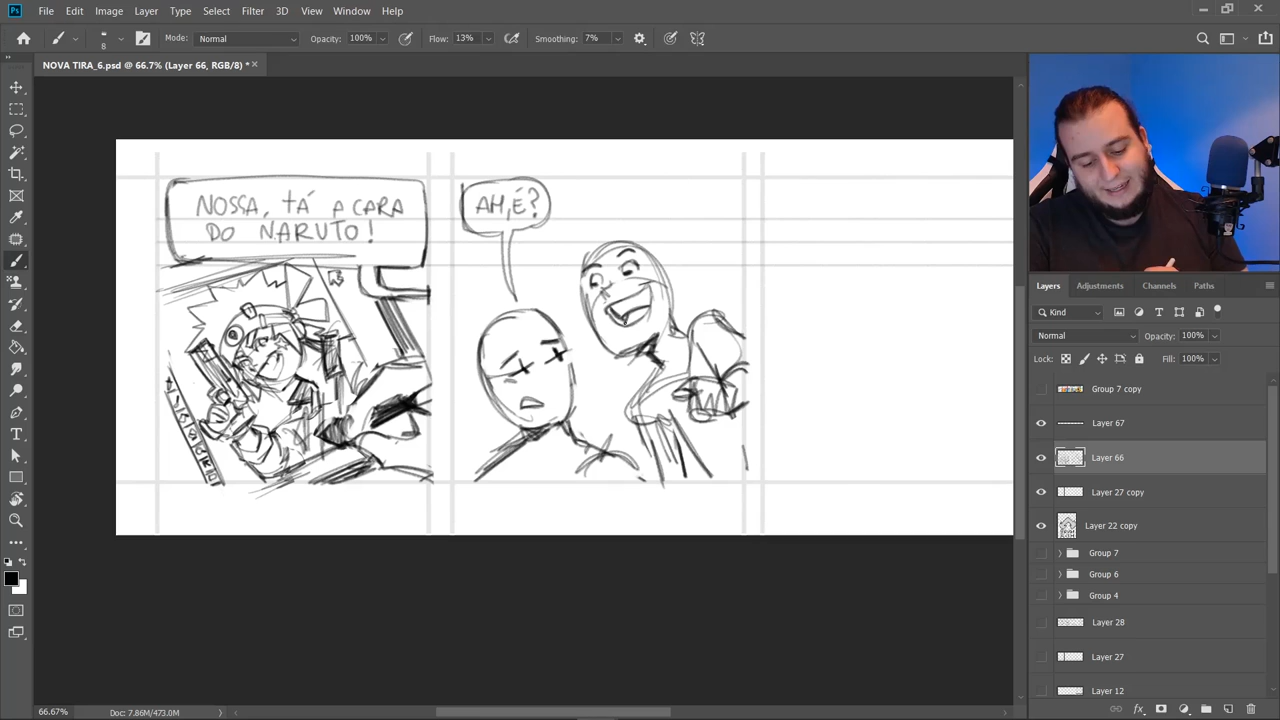 Ps File Edit Image Layer Type Select Filter 3D View Window Help
8 Mode: Normal Opacity: 100% Flow: 13% Smoothing: 7%
NOVA TIRA_6.psd @ 66.7% (Layer 66, RGB/8) *
NOSSA, TÁ A CARA
DO NARUTO!
AH, É?
Layers Adjustments Channels Paths
Kind
Normal Opacity: 100%
Lock: Fill: 100%
Group 7 copy
Layer 67
Layer 66
Layer 27 copy
Layer 22 copy
Group 7
Group 6
Group 4
Layer 28
Layer 27
Layer 12
66.67% Doc: 7.86M/473.0M